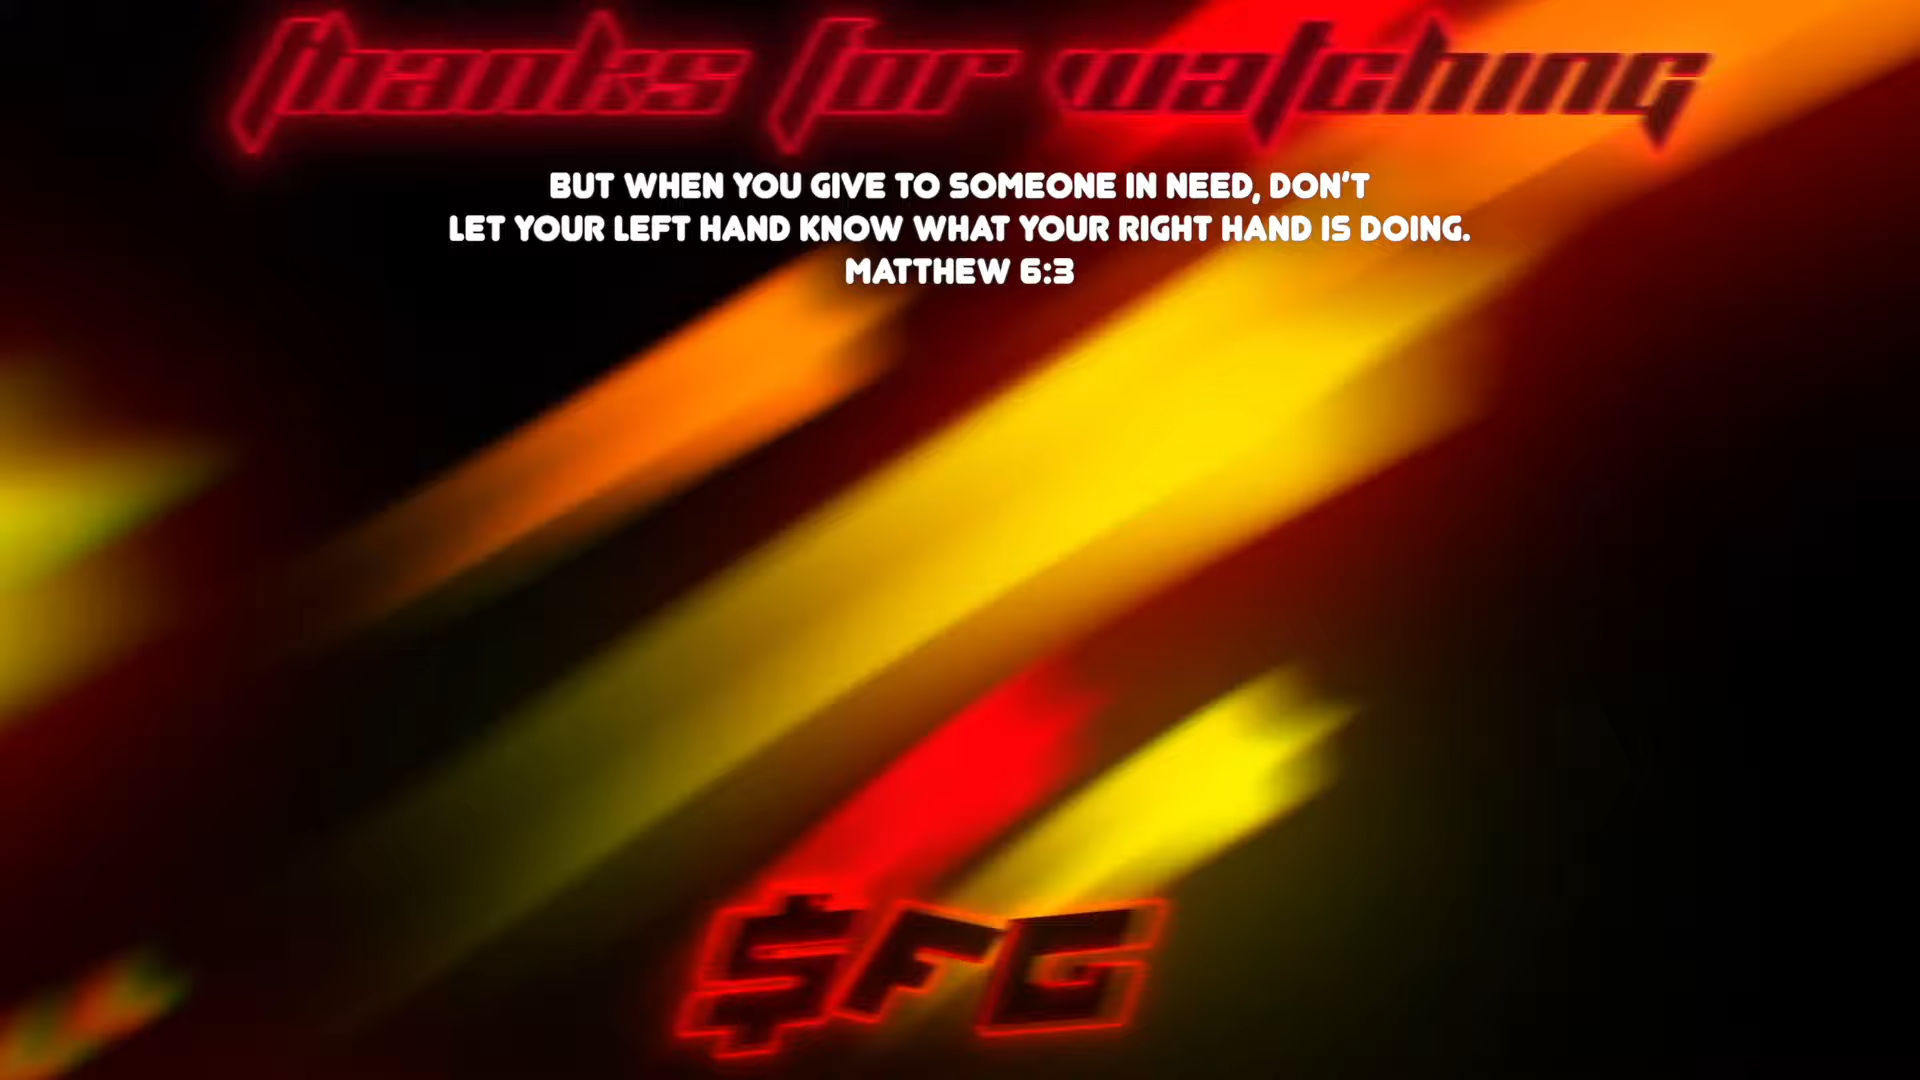 thanks for watching
BUT WHEN YOU GIVE TO SOMEONE IN NEED, DON'T
LET YOUR LEFT HAND KNOW WHAT YOUR RIGHT HAND IS DOING.
MATTHEW 6:3
$FG